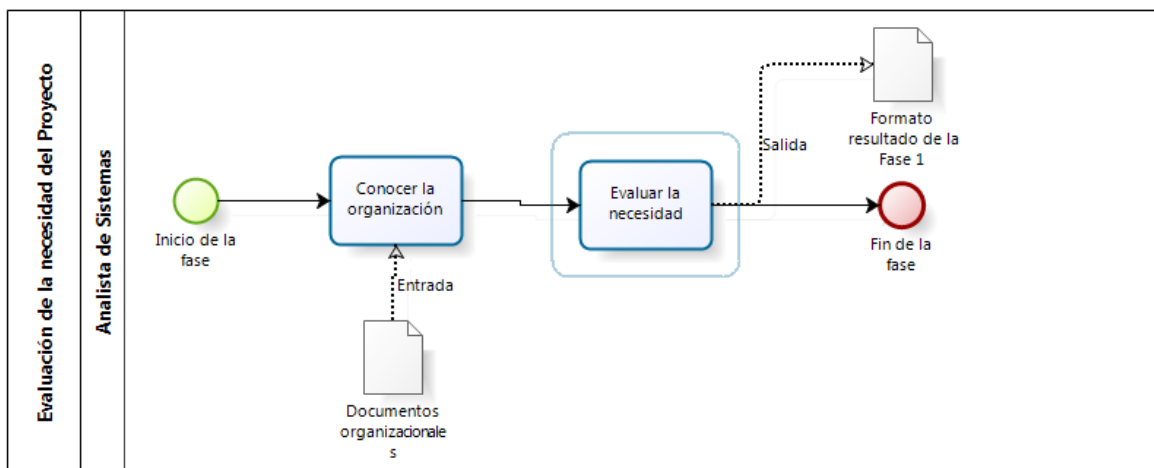 Evaluación de la necesidad del Proyecto
Analista de Sistemas
Inicio de la
fase
Conocer la
organización
Entrada
Documentos
organizacionale
s
Evaluar la
necesidad
Salida
Formato
resultado de la
Fase 1
Fin de la
fase